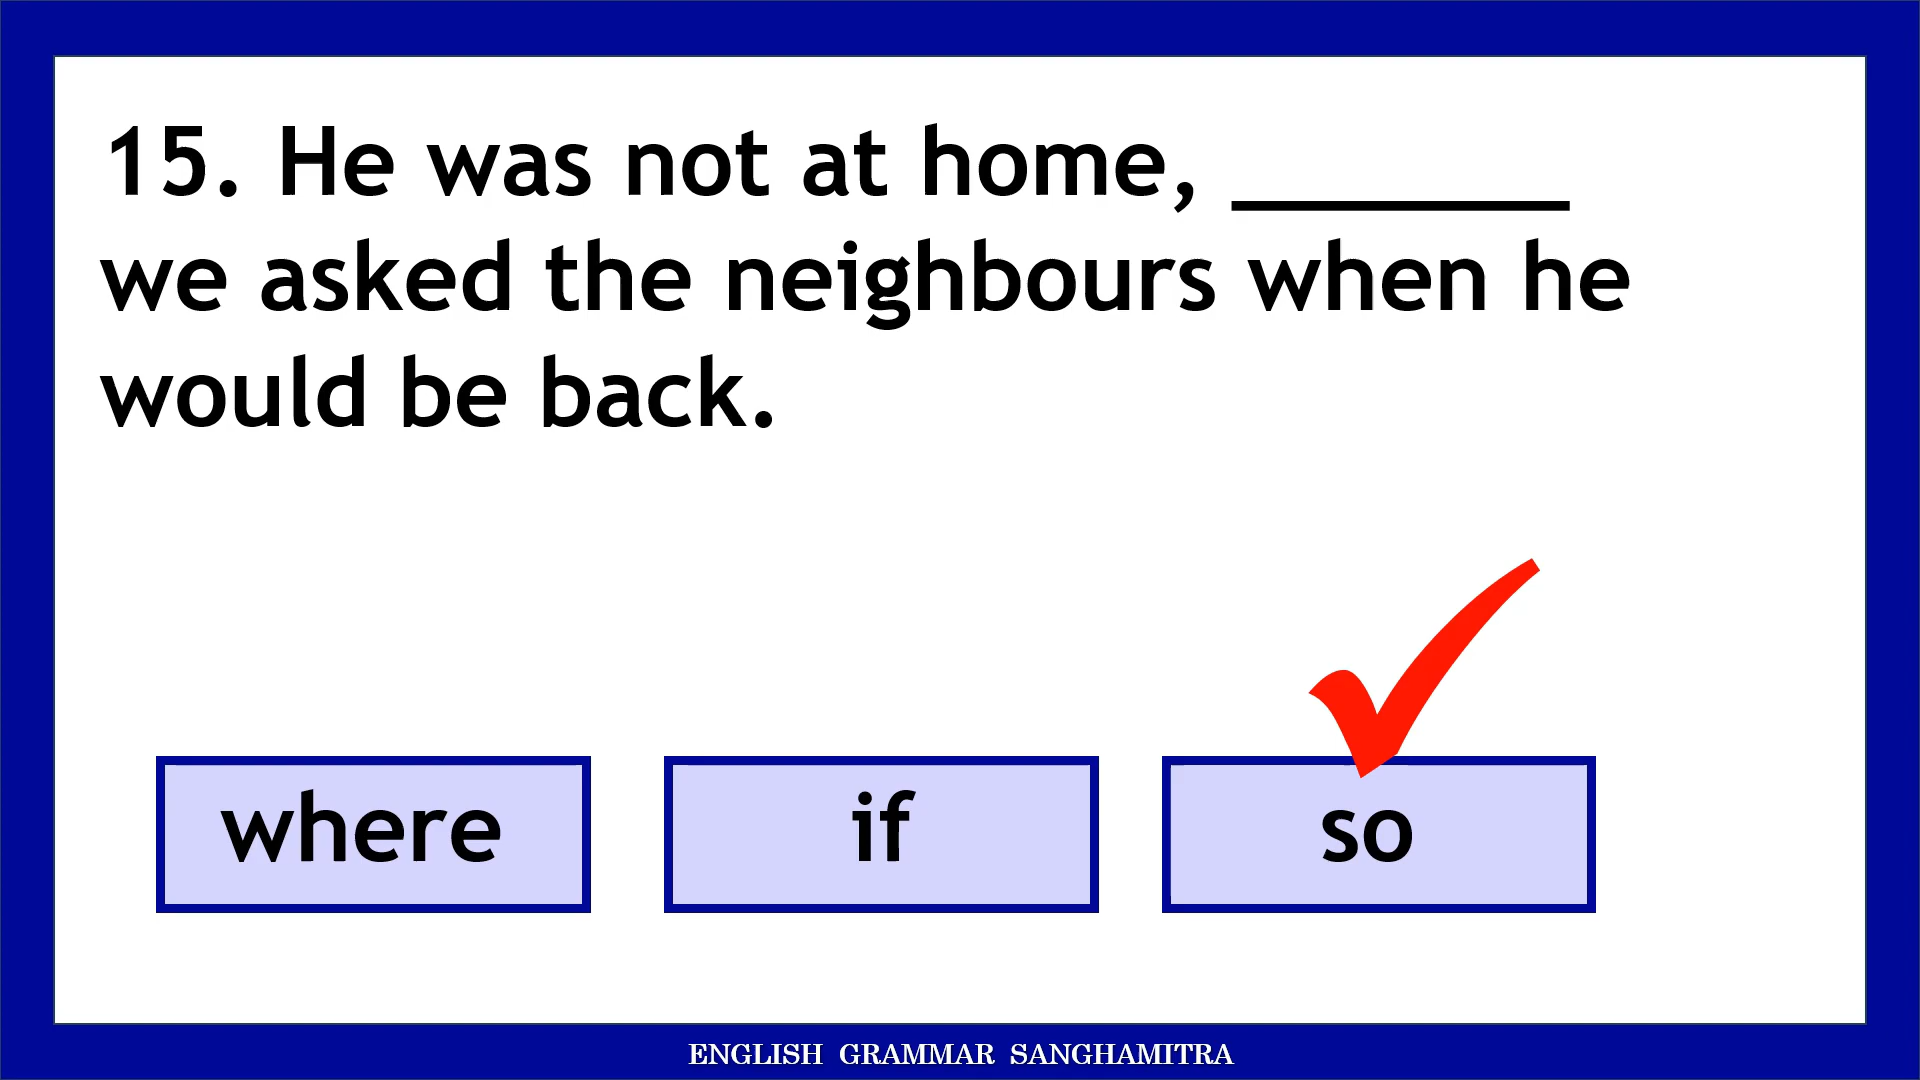 15. He was not at home, ______
we asked the neighbours when he
would be back.
where
if
so
ENGLISH GRAMMAR SANGHAMITRA